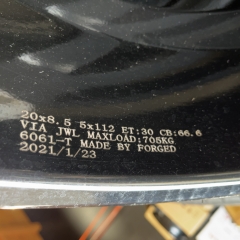 20x8.5 5x112 ET:30 CB:66.6
VIA JWL MAXLOAD:705KG
6061-T MADE BY FORGED
2021/1/23